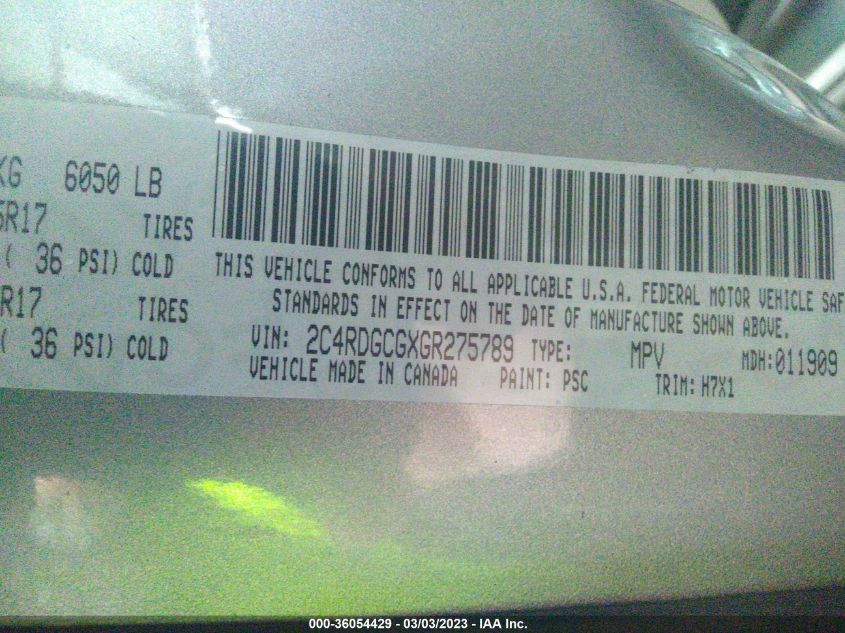 KG 6050 LB
5R17 TIRES
( 36 PSI) COLD
R17 TIRES
( 36 PSI) COLD
THIS VEHICLE CONFORMS TO ALL APPLICABLE U.S.A. FEDERAL MOTOR VEHICLE SAF
STANDARDS IN EFFECT ON THE DATE OF MANUFACTURE SHOWN ABOVE.
VIN: 2C4RDGCGXGR275789 TYPE: MPV MDH:011909
VEHICLE MADE IN CANADA PAINT: PSC TRIM: H7X1
000-36054429 - 03/03/2023 - IAA Inc.